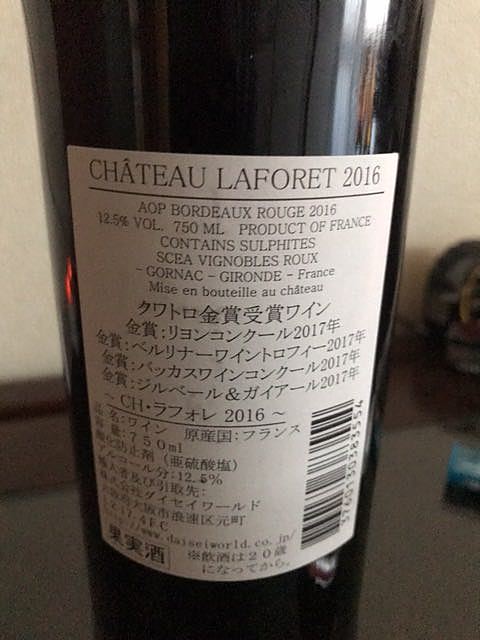 CHÂTEAU LAFORET 2016
AOP BORDEAUX ROUGE 2016
12.5% VOL. 750 ML PRODUCT OF FRANCE
CONTAINS SULPHITES
SCEA VIGNOBLES ROUX
- GORNAC - GIRONDE - France
Mise en bouteille au château
クワトロ金賞受賞ワイン
金賞:リヨンコンクール2017年
金賞:ベルリナーワイントロフィー2017年
金賞:バッカスワインコンクール2017年
金賞:ジルベール&ガイアール2017年
~ CH・ラフォレ 2016 ~
品名:ワイン 原産国:フランス
容量:750ml
酸化防止剤(亜硫酸塩)
アルコール分:12.5%
輸入者及び引取先:
株式会社ダイセイワールド
大阪府大阪市浪速区元町
2-2-17,4FC
http://www.daiseiworld.co.jp/
果実酒
※飲酒は20歳
になってから。